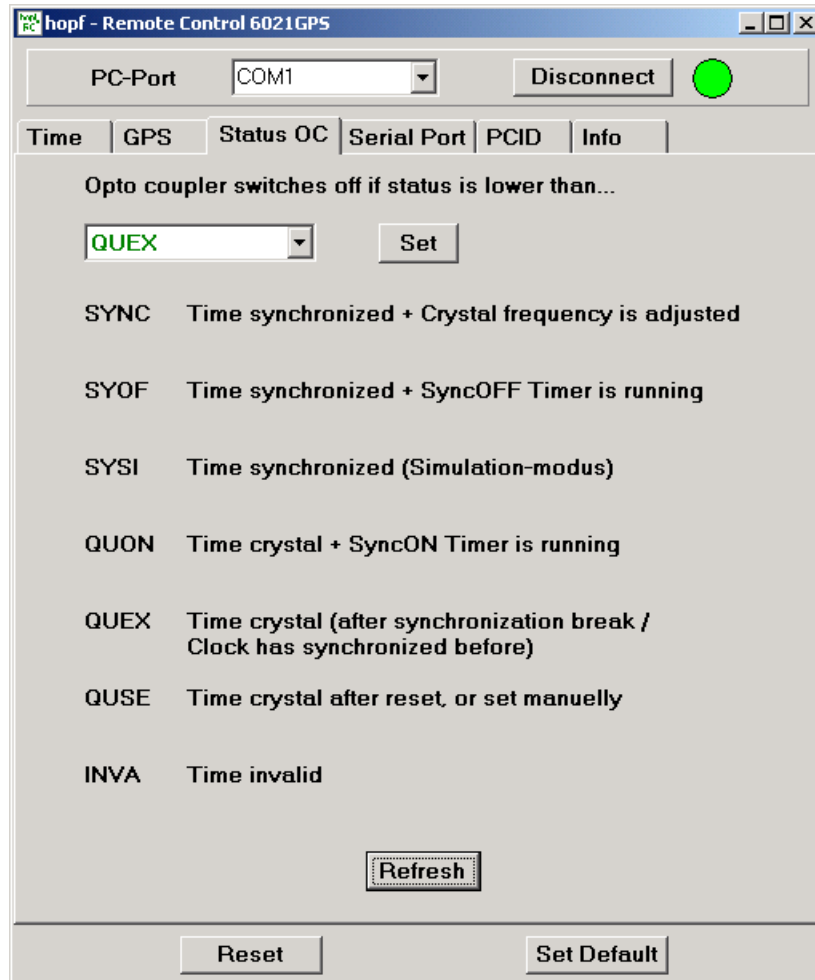 hopf RC hopf - Remote Control 6021GPS
PC-Port COM1 Disconnect
Time GPS Status OC Serial Port PCID Info
Opto coupler switches off if status is lower than...
QUEX Set
SYNC Time synchronized + Crystal frequency is adjusted
SYOF Time synchronized + SyncOFF Timer is running
SYSI Time synchronized (Simulation-modus)
QUON Time crystal + SyncON Timer is running
QUEX Time crystal (after synchronization break /
Clock has synchronized before)
QUSE Time crystal after reset, or set manuelly
INVA Time invalid
Refresh
Reset Set Default